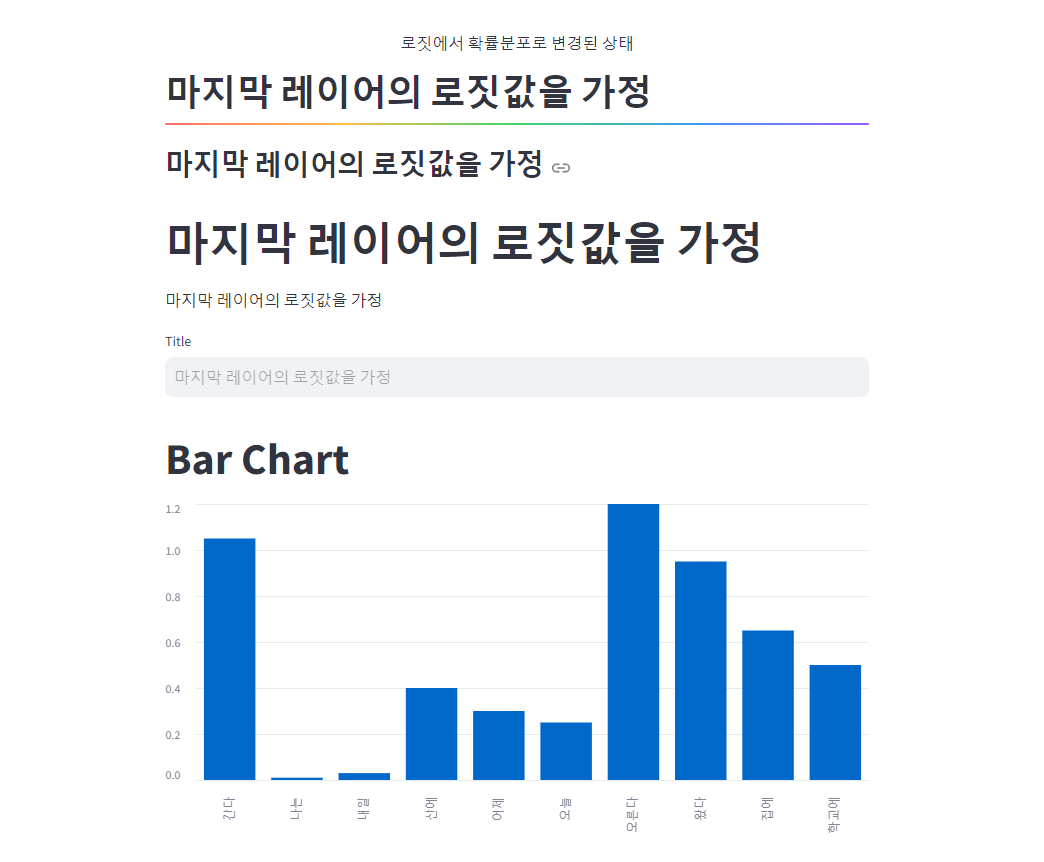 로짓에서 확률분포로 변경된 상태
마지막 레이어의 로짓값을 가정
마지막 레이어의 로짓값을 가정
마지막 레이어의 로짓값을 가정
마지막 레이어의 로짓값을 가정
Title
마지막 레이어의 로짓값을 가정
Bar Chart
1.2
1.0
0.8
0.6
0.4
0.2
0.0
간다 나는 내일 산에 어제 오늘 오른다 왔다 집에 학교에